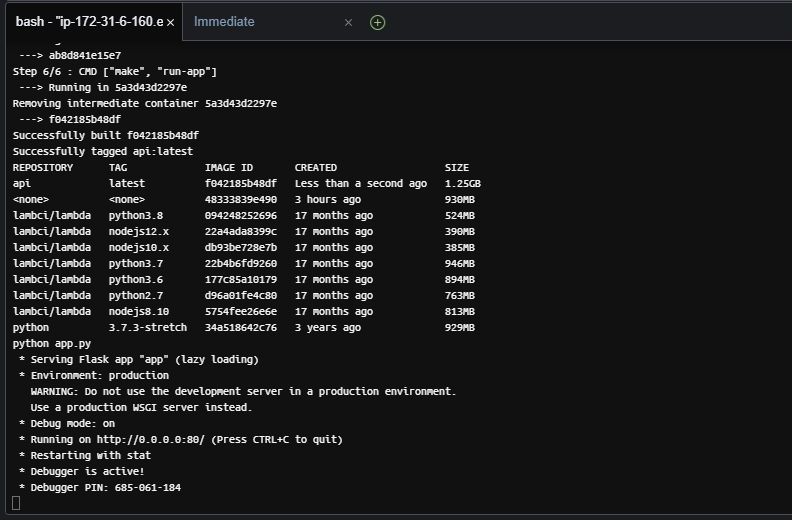 bash - "ip-172-31-6-160.e × Immediate ×
---> ab8d841e15e7
Step 6/6 : CMD ["make", "run-app"]
---> Running in 5a3d43d2297e
Removing intermediate container 5a3d43d2297e
---> f042185b48df
Successfully built f042185b48df
Successfully tagged api:latest
REPOSITORY TAG IMAGE ID CREATED SIZE
api latest f042185b48df Less than a second ago 1.25GB
<none> <none> 48333839e490 3 hours ago 930MB
lambci/lambda python3.8 094248252696 17 months ago 524MB
lambci/lambda nodejs12.x 22a4ada8399c 17 months ago 390MB
lambci/lambda nodejs10.x db93be728e7b 17 months ago 385MB
lambci/lambda python3.7 22b4b6fd9260 17 months ago 946MB
lambci/lambda python3.6 177c85a10179 17 months ago 894MB
lambci/lambda python2.7 d96a01fe4c80 17 months ago 763MB
lambci/lambda nodejs8.10 5754fee26e6e 17 months ago 813MB
python 3.7.3-stretch 34a518642c76 3 years ago 929MB
python app.py
* Serving Flask app "app" (lazy loading)
* Environment: production
WARNING: Do not use the development server in a production environment.
Use a production WSGI server instead.
* Debug mode: on
* Running on http://0.0.0.0:80/ (Press CTRL+C to quit)
* Restarting with stat
* Debugger is active!
* Debugger PIN: 685-061-184